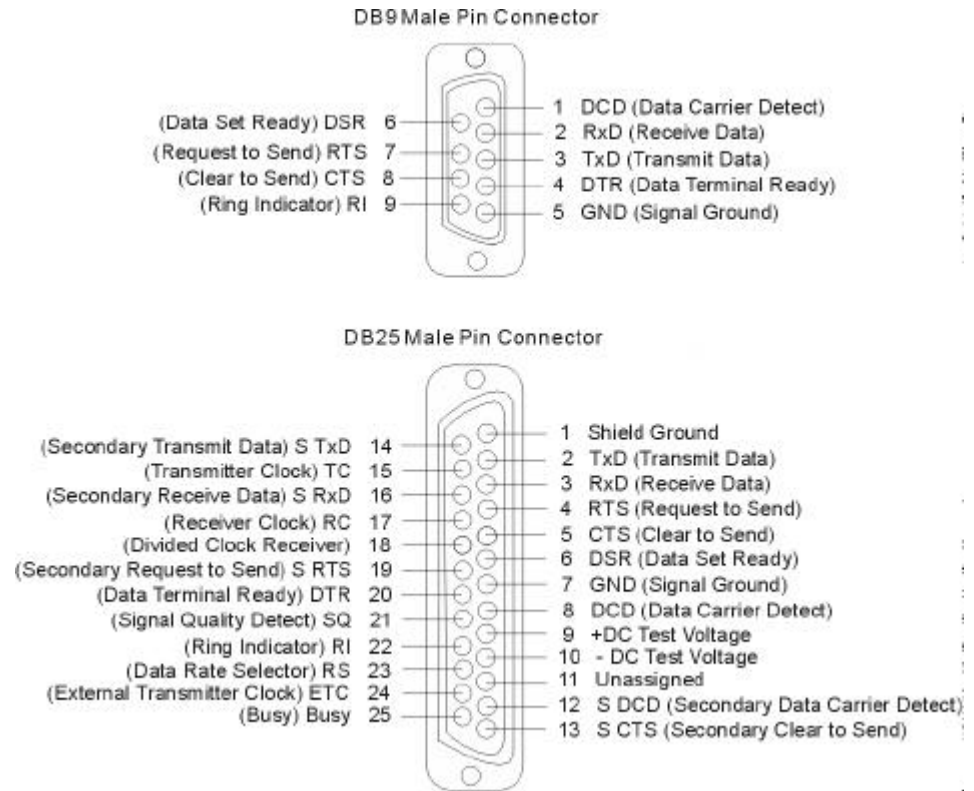 DB9 Male Pin Connector
(Data Set Ready) DSR 6
(Request to Send) RTS 7
(Clear to Send) CTS 8
(Ring Indicator) RI 9
1 DCD (Data Carrier Detect)
2 RxD (Receive Data)
3 TxD (Transmit Data)
4 DTR (Data Terminal Ready)
5 GND (Signal Ground)
DB25 Male Pin Connector
(Secondary Transmit Data) S TxD 14
(Transmitter Clock) TC 15
(Secondary Receive Data) S RxD 16
(Receiver Clock) RC 17
(Divided Clock Receiver) 18
(Secondary Request to Send) S RTS 19
(Data Terminal Ready) DTR 20
(Signal Quality Detect) SQ 21
(Ring Indicator) RI 22
(Data Rate Selector) RS 23
(External Transmitter Clock) ETC 24
(Busy) Busy 25
1 Shield Ground
2 TxD (Transmit Data)
3 RxD (Receive Data)
4 RTS (Request to Send)
5 CTS (Clear to Send)
6 DSR (Data Set Ready)
7 GND (Signal Ground)
8 DCD (Data Carrier Detect)
9 +DC Test Voltage
10 - DC Test Voltage
11 Unassigned
12 S DCD (Secondary Data Carrier Detect)
13 S CTS (Secondary Clear to Send)